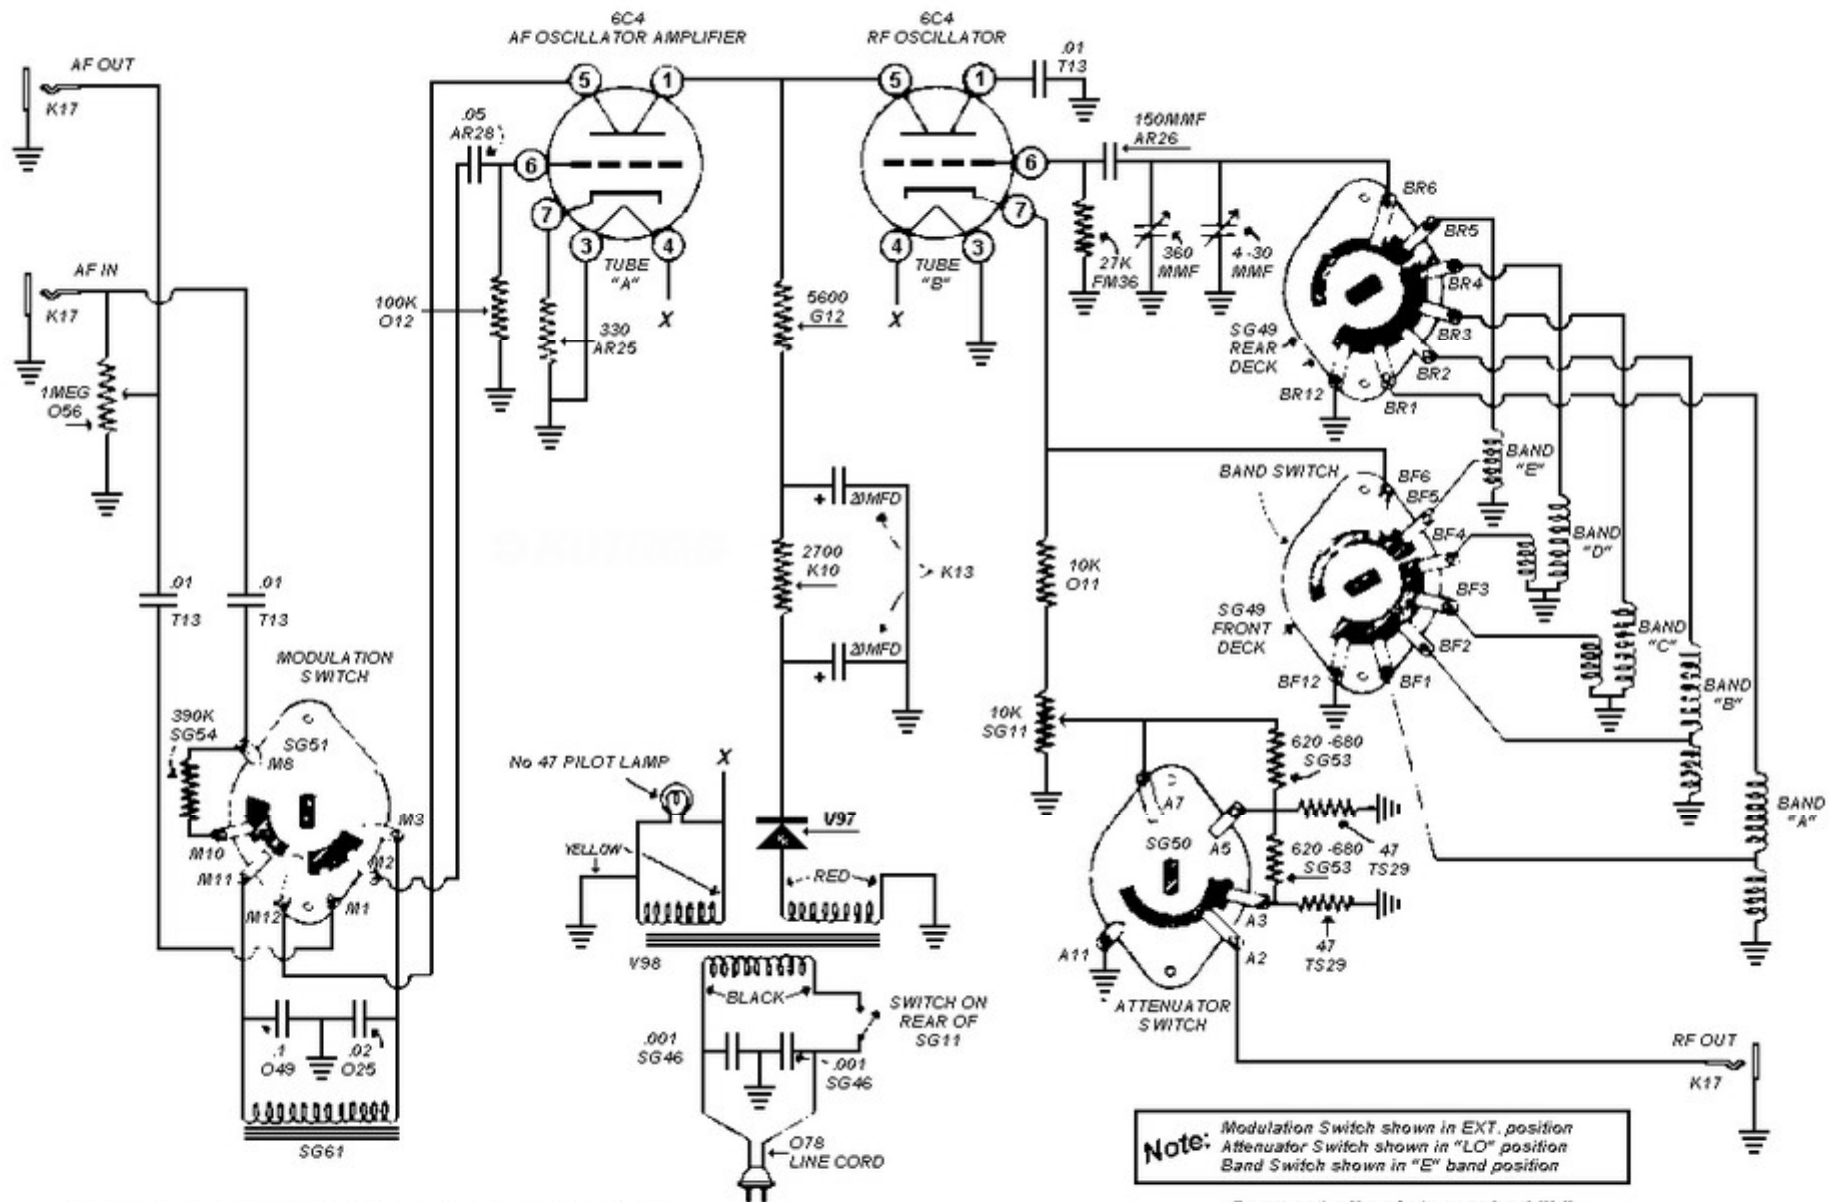 6C4
AF OSCILLATOR AMPLIFIER
6C4
RF OSCILLATOR
.01
T13
AF OUT
K17
5
1
5
1
.05
AR28
150MMF
AR26
6
6
7
7
3
4
4
3
TUBE
"A"
TUBE
"B"
X
X
BR6
BR5
BR4
BR3
BR2
BR1
BR12
SG49
REAR
DECK
AF IN
K17
100K
O12
330
AR25
5600
G12
27K
FM36
360
MMF
4-30
MMF
1MEG
O56
BAND
"E"
BAND SWITCH
BF6
BF5
BF4
BF3
BF2
BF1
BF12
SG49
FRONT
DECK
BAND
"D"
BAND
"C"
BAND
"B"
BAND
"A"
+ 20MFD
2700
K10
K13
+ 20MFD
10K
O11
10K
SG11
.01
T13
.01
T13
MODULATION
SWITCH
390K
SG54
SG51
M8
M3
M10
M2
M11
M12
M1
No 47 PILOT LAMP
X
V97
YELLOW
RED
620-680
SG53
A7
SG50
A5
47
TS29
620-680
SG53
A3
47
TS29
A2
A11
ATTENUATOR
SWITCH
V98
BLACK
SWITCH ON
REAR OF
SG11
.001
SG46
.001
SG46
.1
O49
.02
O25
SG61
O78
LINE CORD
RF OUT
K17
Note: Modulation Switch shown in EXT. position
Attenuator Switch shown in "LO" position
Band Switch shown in "E" band position